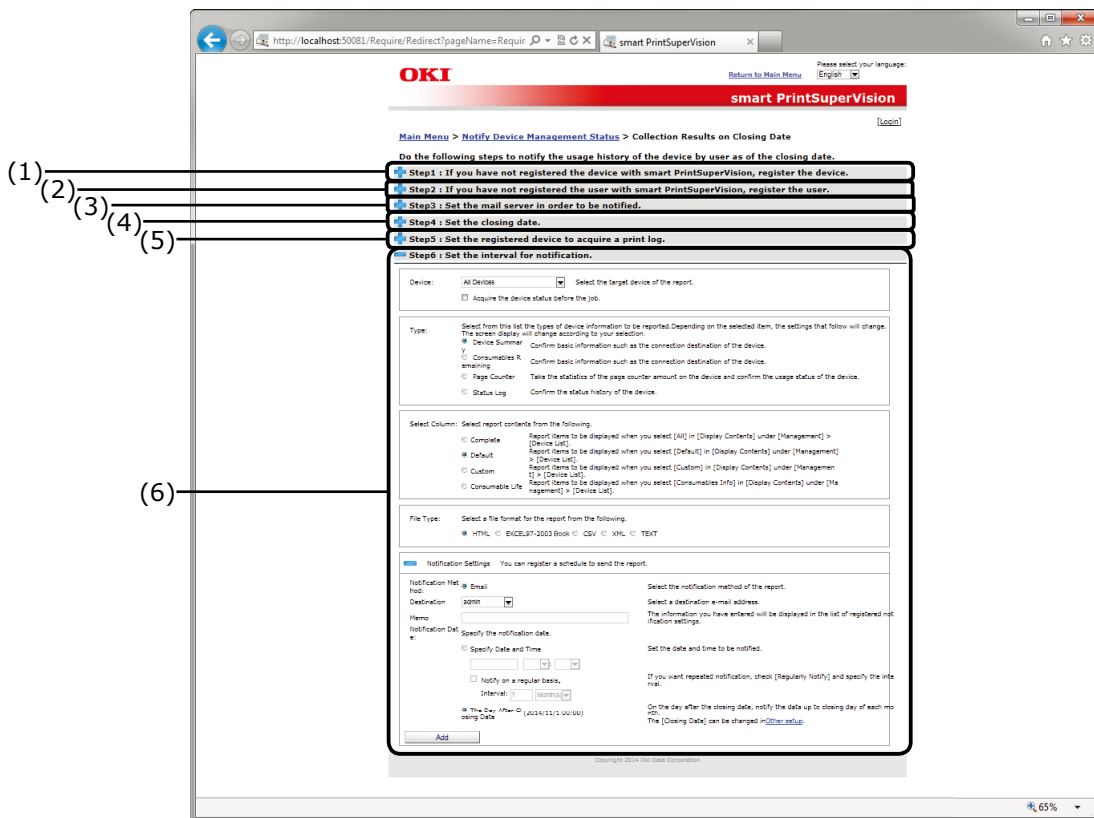 http://localhost:50081/Require/Redirect?pageName=Requir
smart PrintSuperVision
Please select your language:
OKI
Return to Main Menu
English
smart PrintSuperVision
[Login]
Main Menu > Notify Device Management Status > Collection Results on Closing Date
Do the following steps to notify the usage history of the device by user as of the closing date.
(1)
Step1 : If you have not registered the device with smart PrintSuperVision, register the device.
(2)
Step2 : If you have not registered the user with smart PrintSuperVision, register the user.
(3)
Step3 : Set the mail server in order to be notified.
(4)
Step4 : Set the closing date.
(5)
Step5 : Set the registered device to acquire a print log.
Step6 : Set the interval for notification.
Device: All Devices Select the target device of the report.
Acquire the device status before the job.
Type: Select from this list the types of device information to be reported.Depending on the selected item, the settings that follow will change.
The screen display will change according to your selection.
Device Summar
y
Confirm basic information such as the connection destination of the device.
Consumables R
emaining
Confirm basic information such as the connection destination of the device.
Page Counter Take the statistics of the page counter amount on the device and confirm the usage status of the device.
Status Log Confirm the status history of the device.
Select Column: Select report contents from the following.
Complete Report items to be displayed when you select [All] in [Display Contents] under [Management] >
[Device List].
Default Report items to be displayed when you select [Default] in [Display Contents] under [Management]
> [Device List].
Custom Report items to be displayed when you select [Custom] in [Display Contents] under [Managemen
t] > [Device List].
(6)
Consumable Life Report items to be displayed when you select [Consumables Info] in [Display Contents] under [Ma
nagement] > [Device List].
File Type: Select a file format for the report from the following.
HTML EXCEL97-2003 Book CSV XML TEXT
Notification Settings You can register a schedule to send the report.
Notification Met
hod:
Email Select the notification method of the report.
Destination admin Select a destination e-mail address.
Memo The information you have entered will be displayed in the list of registered not
ification settings.
Notification Dat
e:
Specify the notification date.
Specify Date and Time Set the date and time to be notified.
:
Notify on a regular basis。 If you want repeated notification, check [Regularly Notify] and specify the inte
rval.
Interval: 1 Month(s)
The Day After Cl
osing Date
(2014/11/1 00:00) On the day after the closing date, notify the data up to closing day of each mo
nth.
The [Closing Date] can be changed inOther setup.
Add
Copyright 2014 Oki Data Corporation
65%